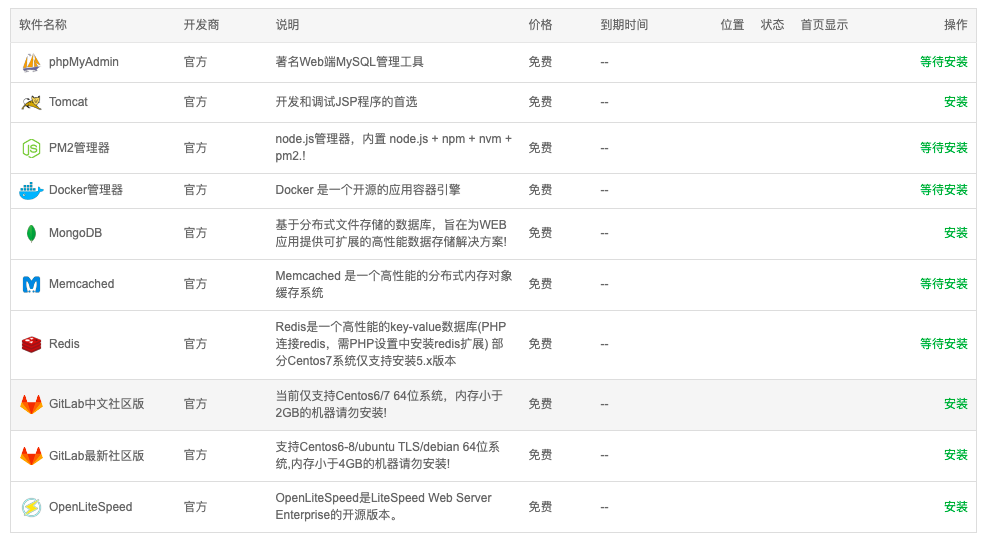 软件名称 开发商 说明 价格 到期时间 位置 状态 首页显示 操作
phpMyAdmin 官方 著名Web端MySQL管理工具 免费 -- 等待安装
Tomcat 官方 开发和调试JSP程序的首选 免费 -- 安装
PM2管理器 官方 node.js管理器，内置 node.js + npm + nvm + 免费 -- 等待安装
pm2.!
Docker管理器 官方 Docker 是一个开源的应用容器引擎 免费 -- 等待安装
MongoDB 官方 基于分布式文件存储的数据库，旨在为WEB 免费 -- 安装
应用提供可扩展的高性能数据存储解决方案!
Memcached 官方 Memcached 是一个高性能的分布式内存对象 免费 -- 等待安装
缓存系统
Redis是一个高性能的key-value数据库(PHP
Redis 官方 连接redis，需PHP设置中安装redis扩展) 部 免费 -- 等待安装
分Centos7系统仅支持安装5.x版本
GitLab中文社区版 官方 当前仅支持Centos6/7 64位系统，内存小于 免费 -- 安装
2GB的机器请勿安装!
GitLab最新社区版 官方 支持Centos6-8/ubuntu TLS/debian 64位系 免费 -- 安装
统,内存小于4GB的机器请勿安装!
OpenLiteSpeed 官方 OpenLiteSpeed是LiteSpeed Web Server 免费 -- 安装
Enterprise的开源版本。